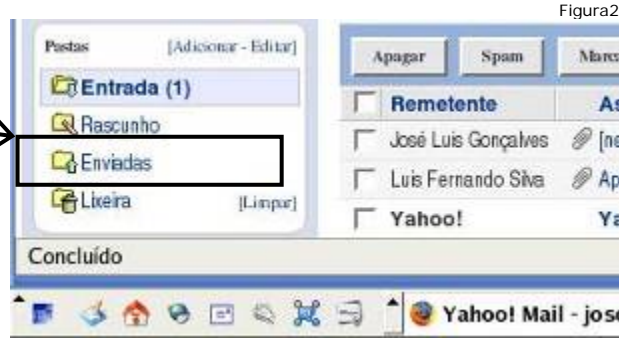 Figura2
Pastas [Adicionar - Editar]
Entrada (1)
Rascunho
Enviadas
Lixeira [Limpar]
Apagar Spam
Remetente
José Luis Gonçalves
Luis Fernando Silva
Yahoo!
Concluído
Yahoo! Mail -